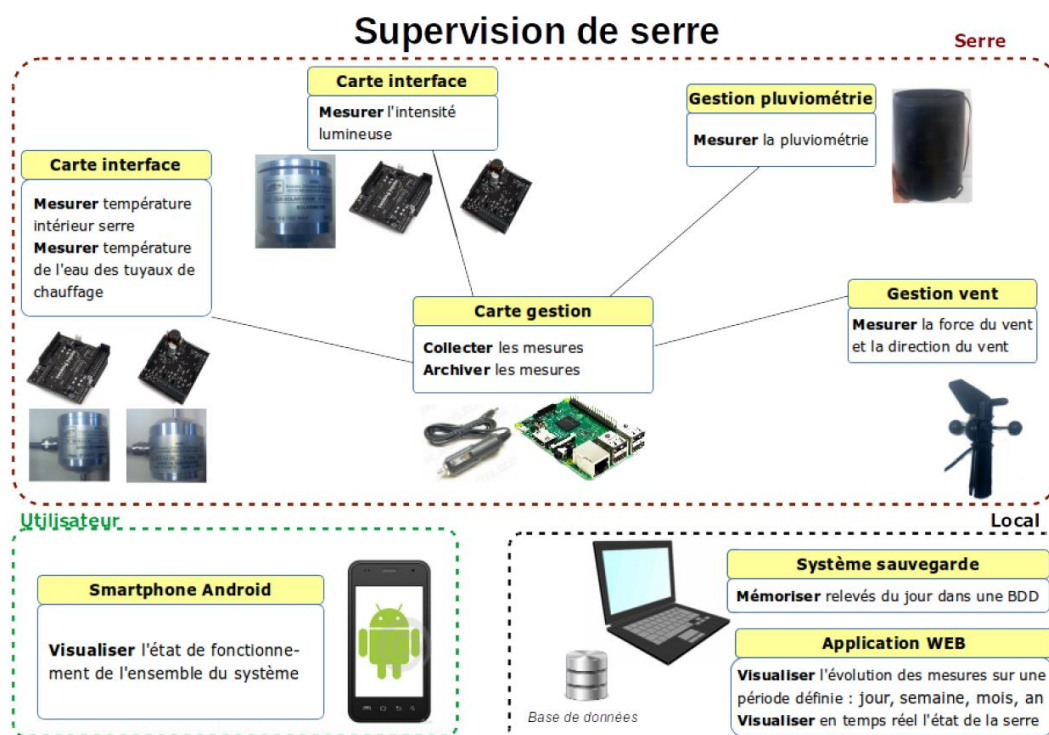 Supervision de serre
Serre
Carte interface
Mesurer l'intensité
lumineuse
Gestion pluviométrie
Mesurer la pluviométrie
Carte interface
Mesurer température
intérieur serre
Mesurer température
de l'eau des tuyaux de
chauffage
Carte gestion
Collecter les mesures
Archiver les mesures
Gestion vent
Mesurer la force du vent
et la direction du vent
Utilisateur
Smartphone Android
Visualiser l'état de fonctionne-
ment de l'ensemble du système
Local
Système sauvegarde
Mémoriser relevés du jour dans une BDD
Application WEB
Visualiser l'évolution des mesures sur une
période définie : jour, semaine, mois, an
Visualiser en temps réel l'état de la serre
Base de données